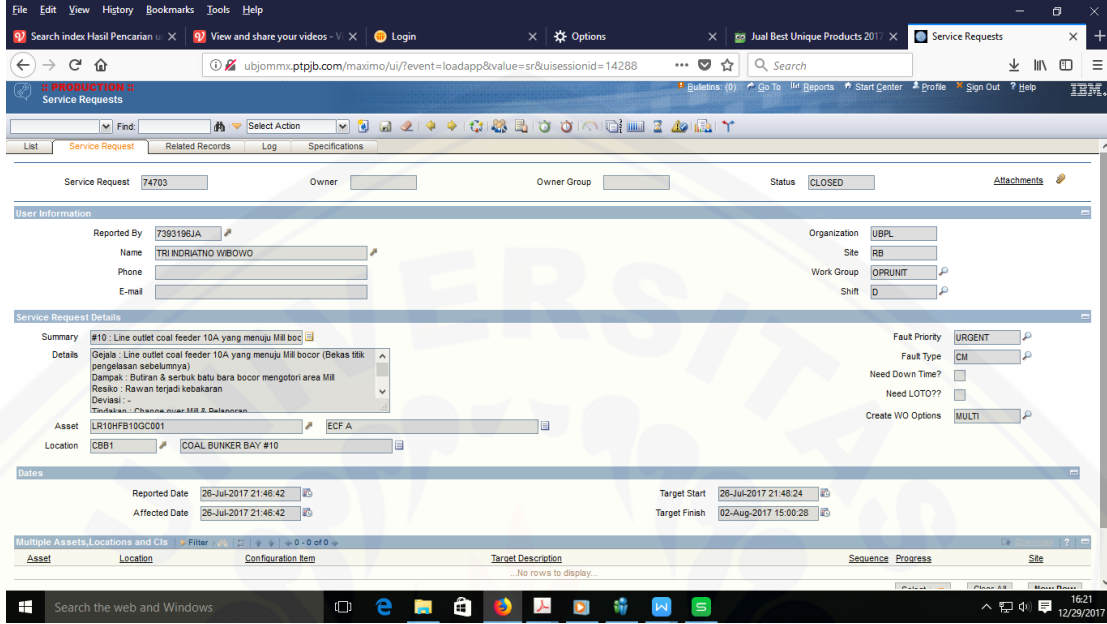 File Edit View History Bookmarks Tools Help
Search index Hasil Pencarian u View and share your videos - Login Options Jual Best Unique Products 2017 Service Requests
ubjommx.ptpjb.com/maximo/ui/?event=loadapp&value=sr&uisessionid=14288 Search
:: PRODUCTION :: Bulletins: (0) Go To Reports Start Center Profile Sign Out ? Help IBM.
Service Requests
Find: Select Action
List Service Request Related Records Log Specifications
Service Request 74703 Owner Owner Group Status CLOSED Attachments
User Information
Reported By 7393196JA Organization UBPL
Name TRI INDRIATNO WIBOWO Site RB
Phone Work Group OPRUNIT
E-mail Shift D
Service Request Details
Summary #10 : Line outlet coal feeder 10A yang menuju Mill boc Fault Priority URGENT
Details Gejala : Line outlet coal feeder 10A yang menuju Mill bocor (Bekas titik Fault Type CM
pengelasan sebelumnya)
Dampak : Butiran & serbuk batu bara bocor mengotori area Mill Need Down Time?
Resiko : Rawan terjadi kebakaran Need LOTO??
Deviasi : -
Tindakan : Change over Mill & Pelaporan Create WO Options MULTI
Asset LR10HFB10GC001 ECF A
Location CBB1 COAL BUNKER BAY #10
Dates
Reported Date 26-Jul-2017 21:46:42 Target Start 26-Jul-2017 21:48:24
Affected Date 26-Jul-2017 21:46:42 Target Finish 02-Aug-2017 15:00:28
Multiple Assets,Locations and CIs Filter 0 - 0 of 0 ?
Asset Location Configuration Item Target Description Sequence Progress Site
...No rows to display...
Clear All New Row
Search the web and Windows 16:21
12/29/2017
UNIVERSITAS